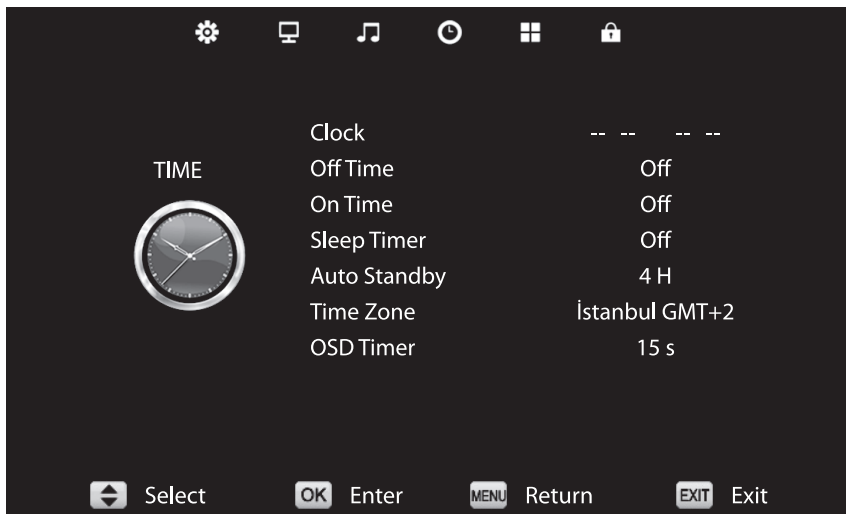 Clock -- -- -- --
TIME
Off Time Off
On Time Off
Sleep Timer Off
Auto Standby 4 H
Time Zone İstanbul GMT+2
OSD Timer 15 s
Select OK Enter MENU Return EXIT Exit